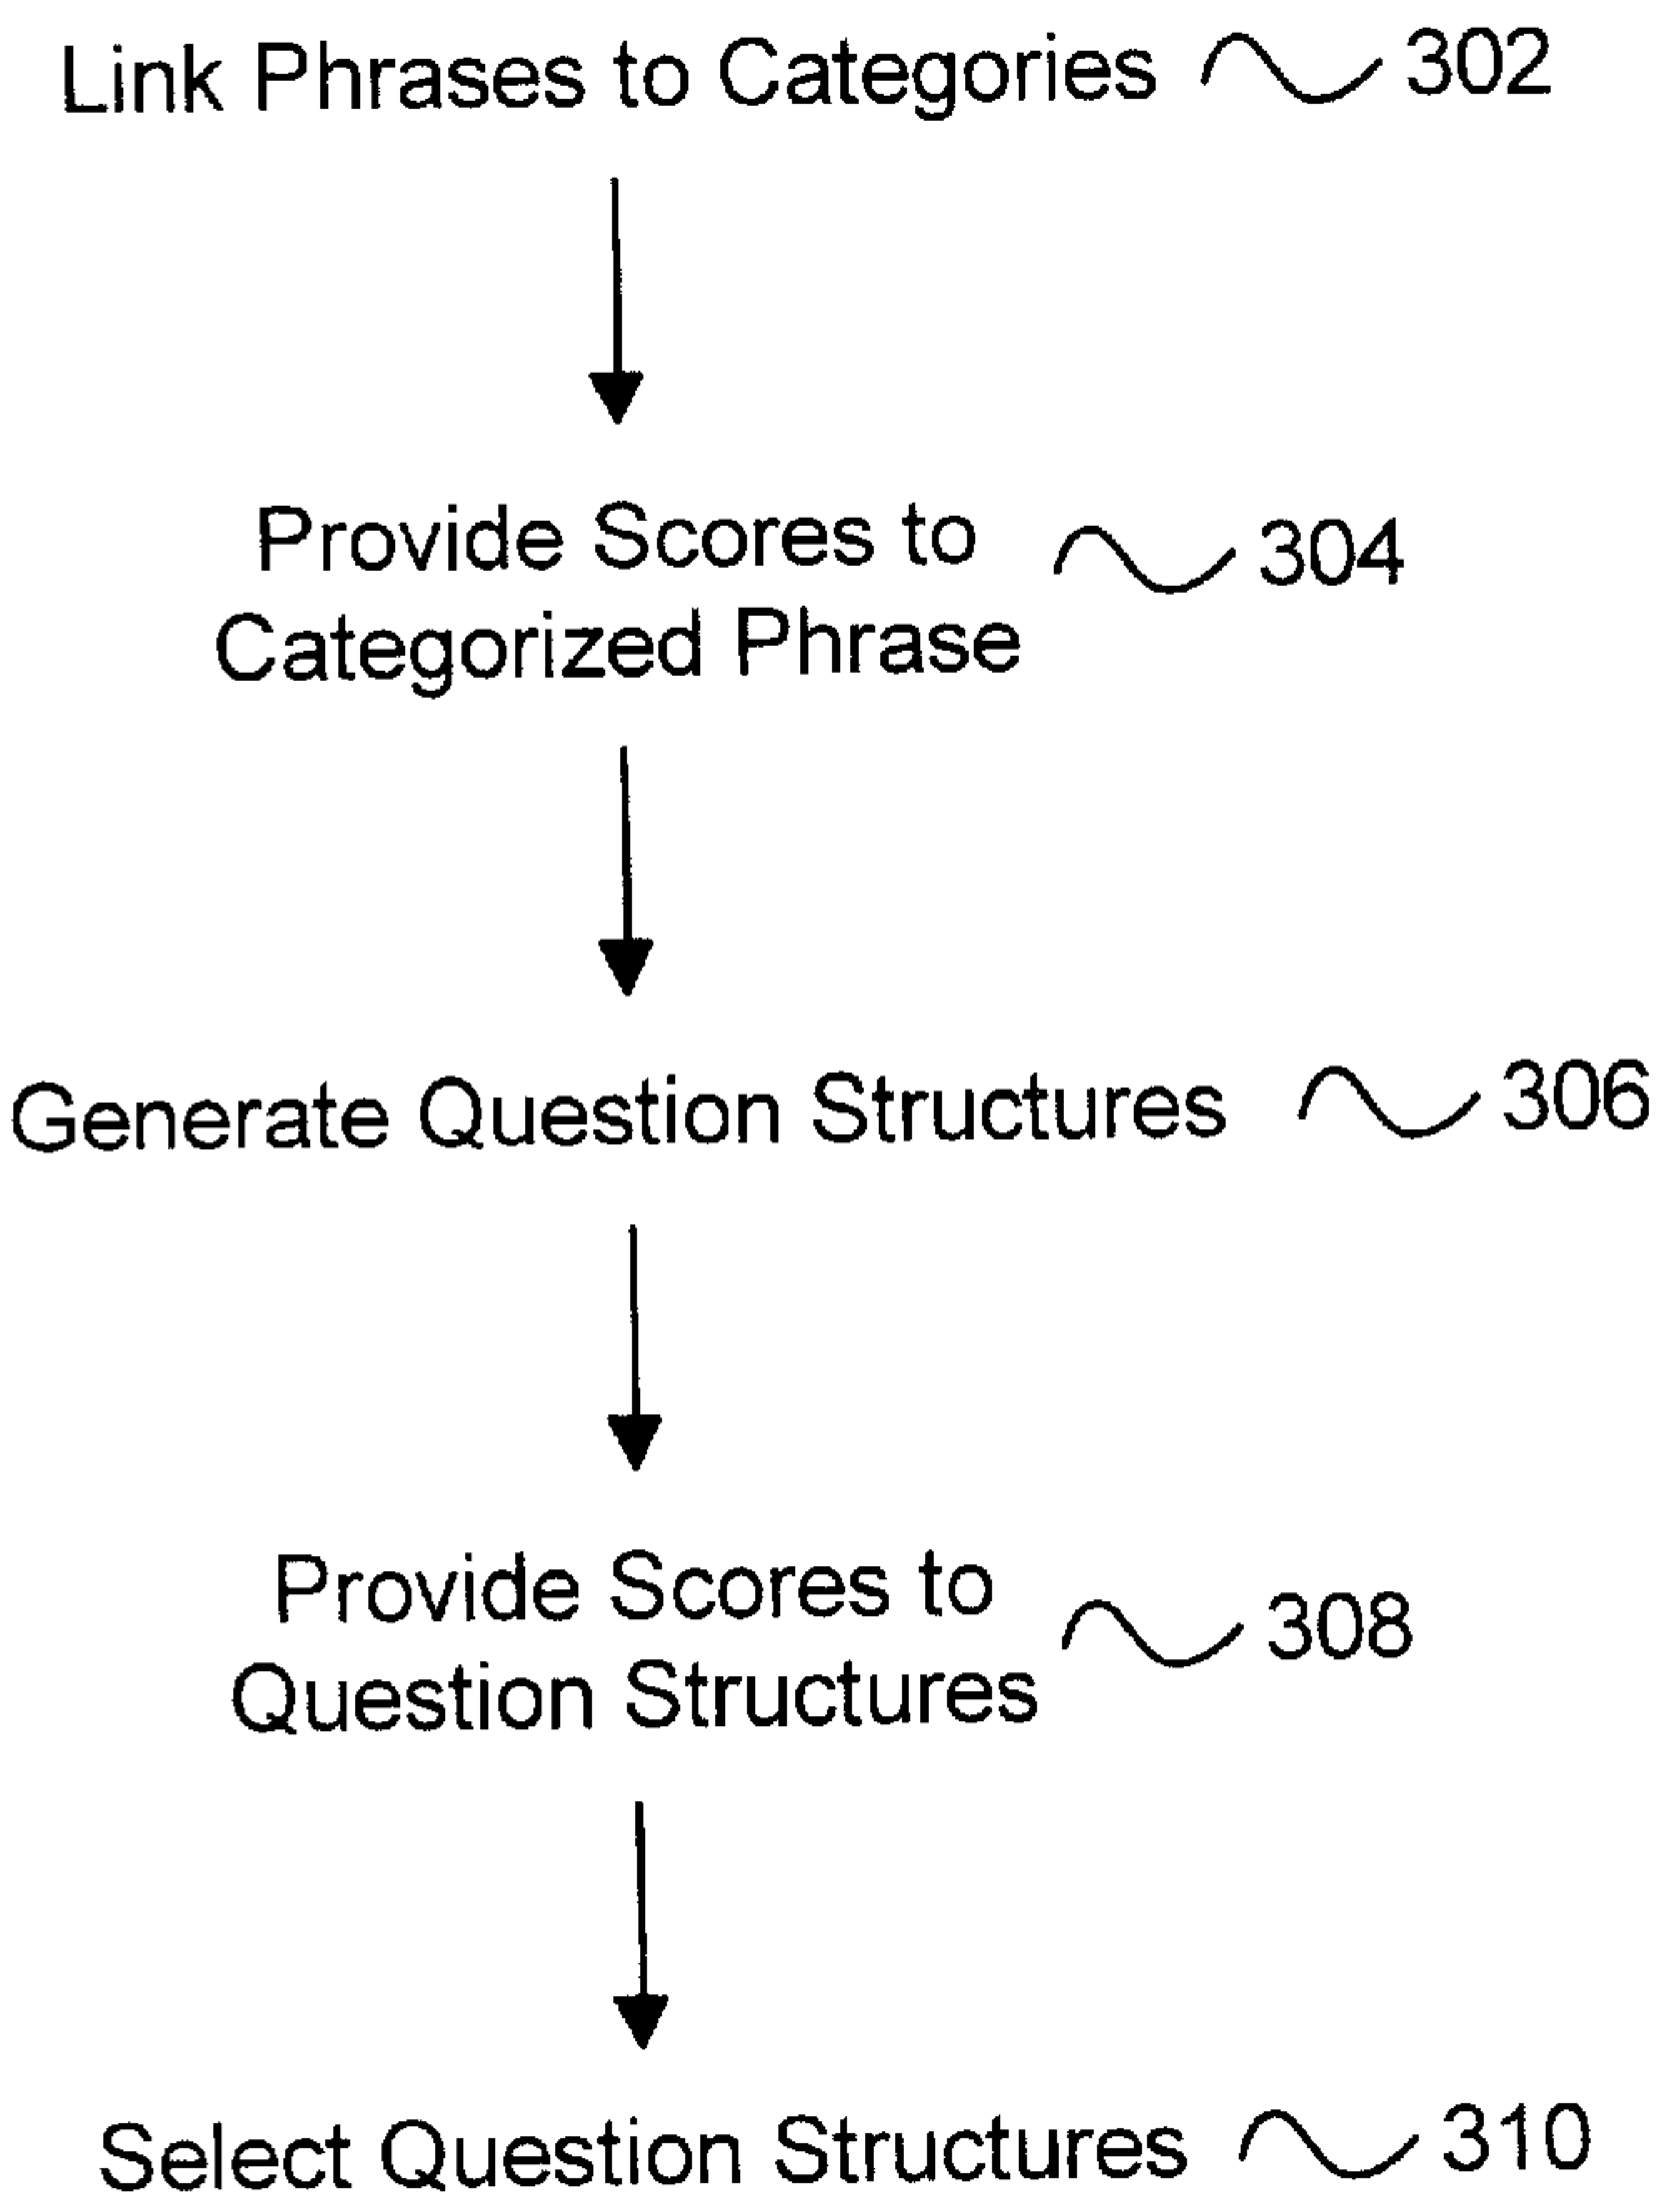 Link Phrases to Categories 302
Provide Scores to 304
Categorized Phrase
Generate Question Structures 306
Provide Scores to 308
Question Structures
Select Question Structures 310